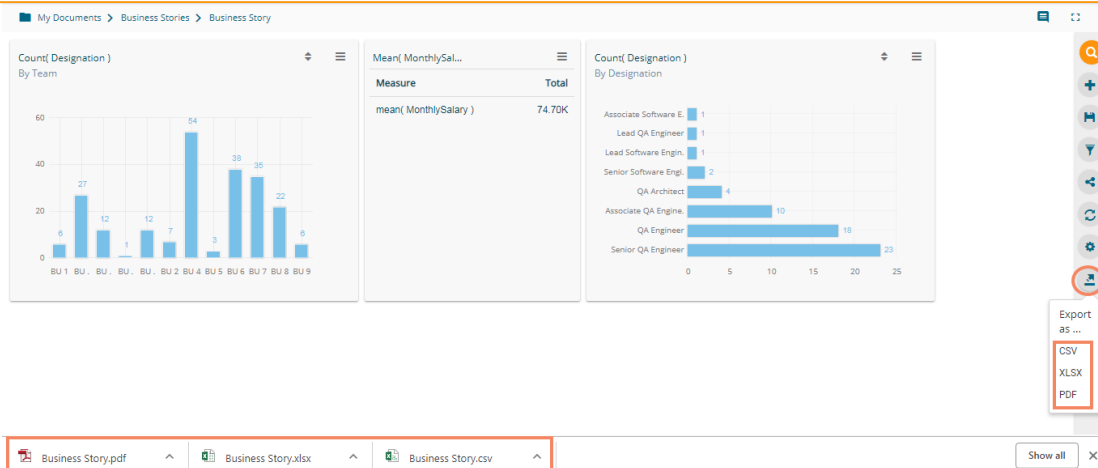 My Documents > Business Stories > Business Story
Count( Designation )
By Team
60
40
20
0
6
27
12
1
12
7
54
3
38
35
22
6
BU 1 BU . BU . BU . BU . BU 2 BU 4 BU 5 BU 6 BU 7 BU 8 BU 9
Mean( MonthlySal...
Measure Total
mean( MonthlySalary ) 74.70K
Count( Designation )
By Designation
Associate Software E. 1
Lead QA Engineer 1
Lead Software Engin. 1
Senior Software Engi. 2
QA Architect 4
Associate QA Engine. 10
QA Engineer 18
Senior QA Engineer 23
0 5 10 15 20 25
Export
as ...
CSV
XLSX
PDF
Business Story.pdf
Business Story.xlsx
Business Story.csv
Show all